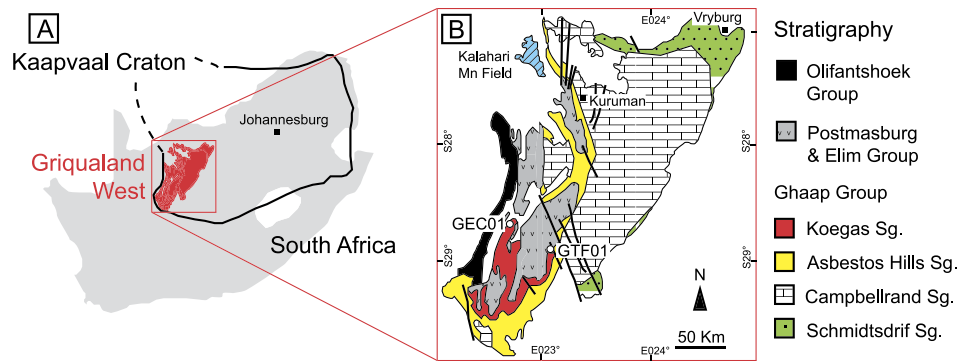 A
Kaapvaal Craton
Johannesburg
Griqualand
West
South Africa
B
E024°
Vryburg
Kalahari
Mn Field
Kuruman
S28°
GEC01
GTF01
S29°
N
50 Km
E023°
E024°
Stratigraphy
Olifantshoek
Group
Postmasburg
& Elim Group
Ghaap Group
Koegas Sg.
Asbestos Hills Sg.
Campbellrand Sg.
Schmidtsdrif Sg.